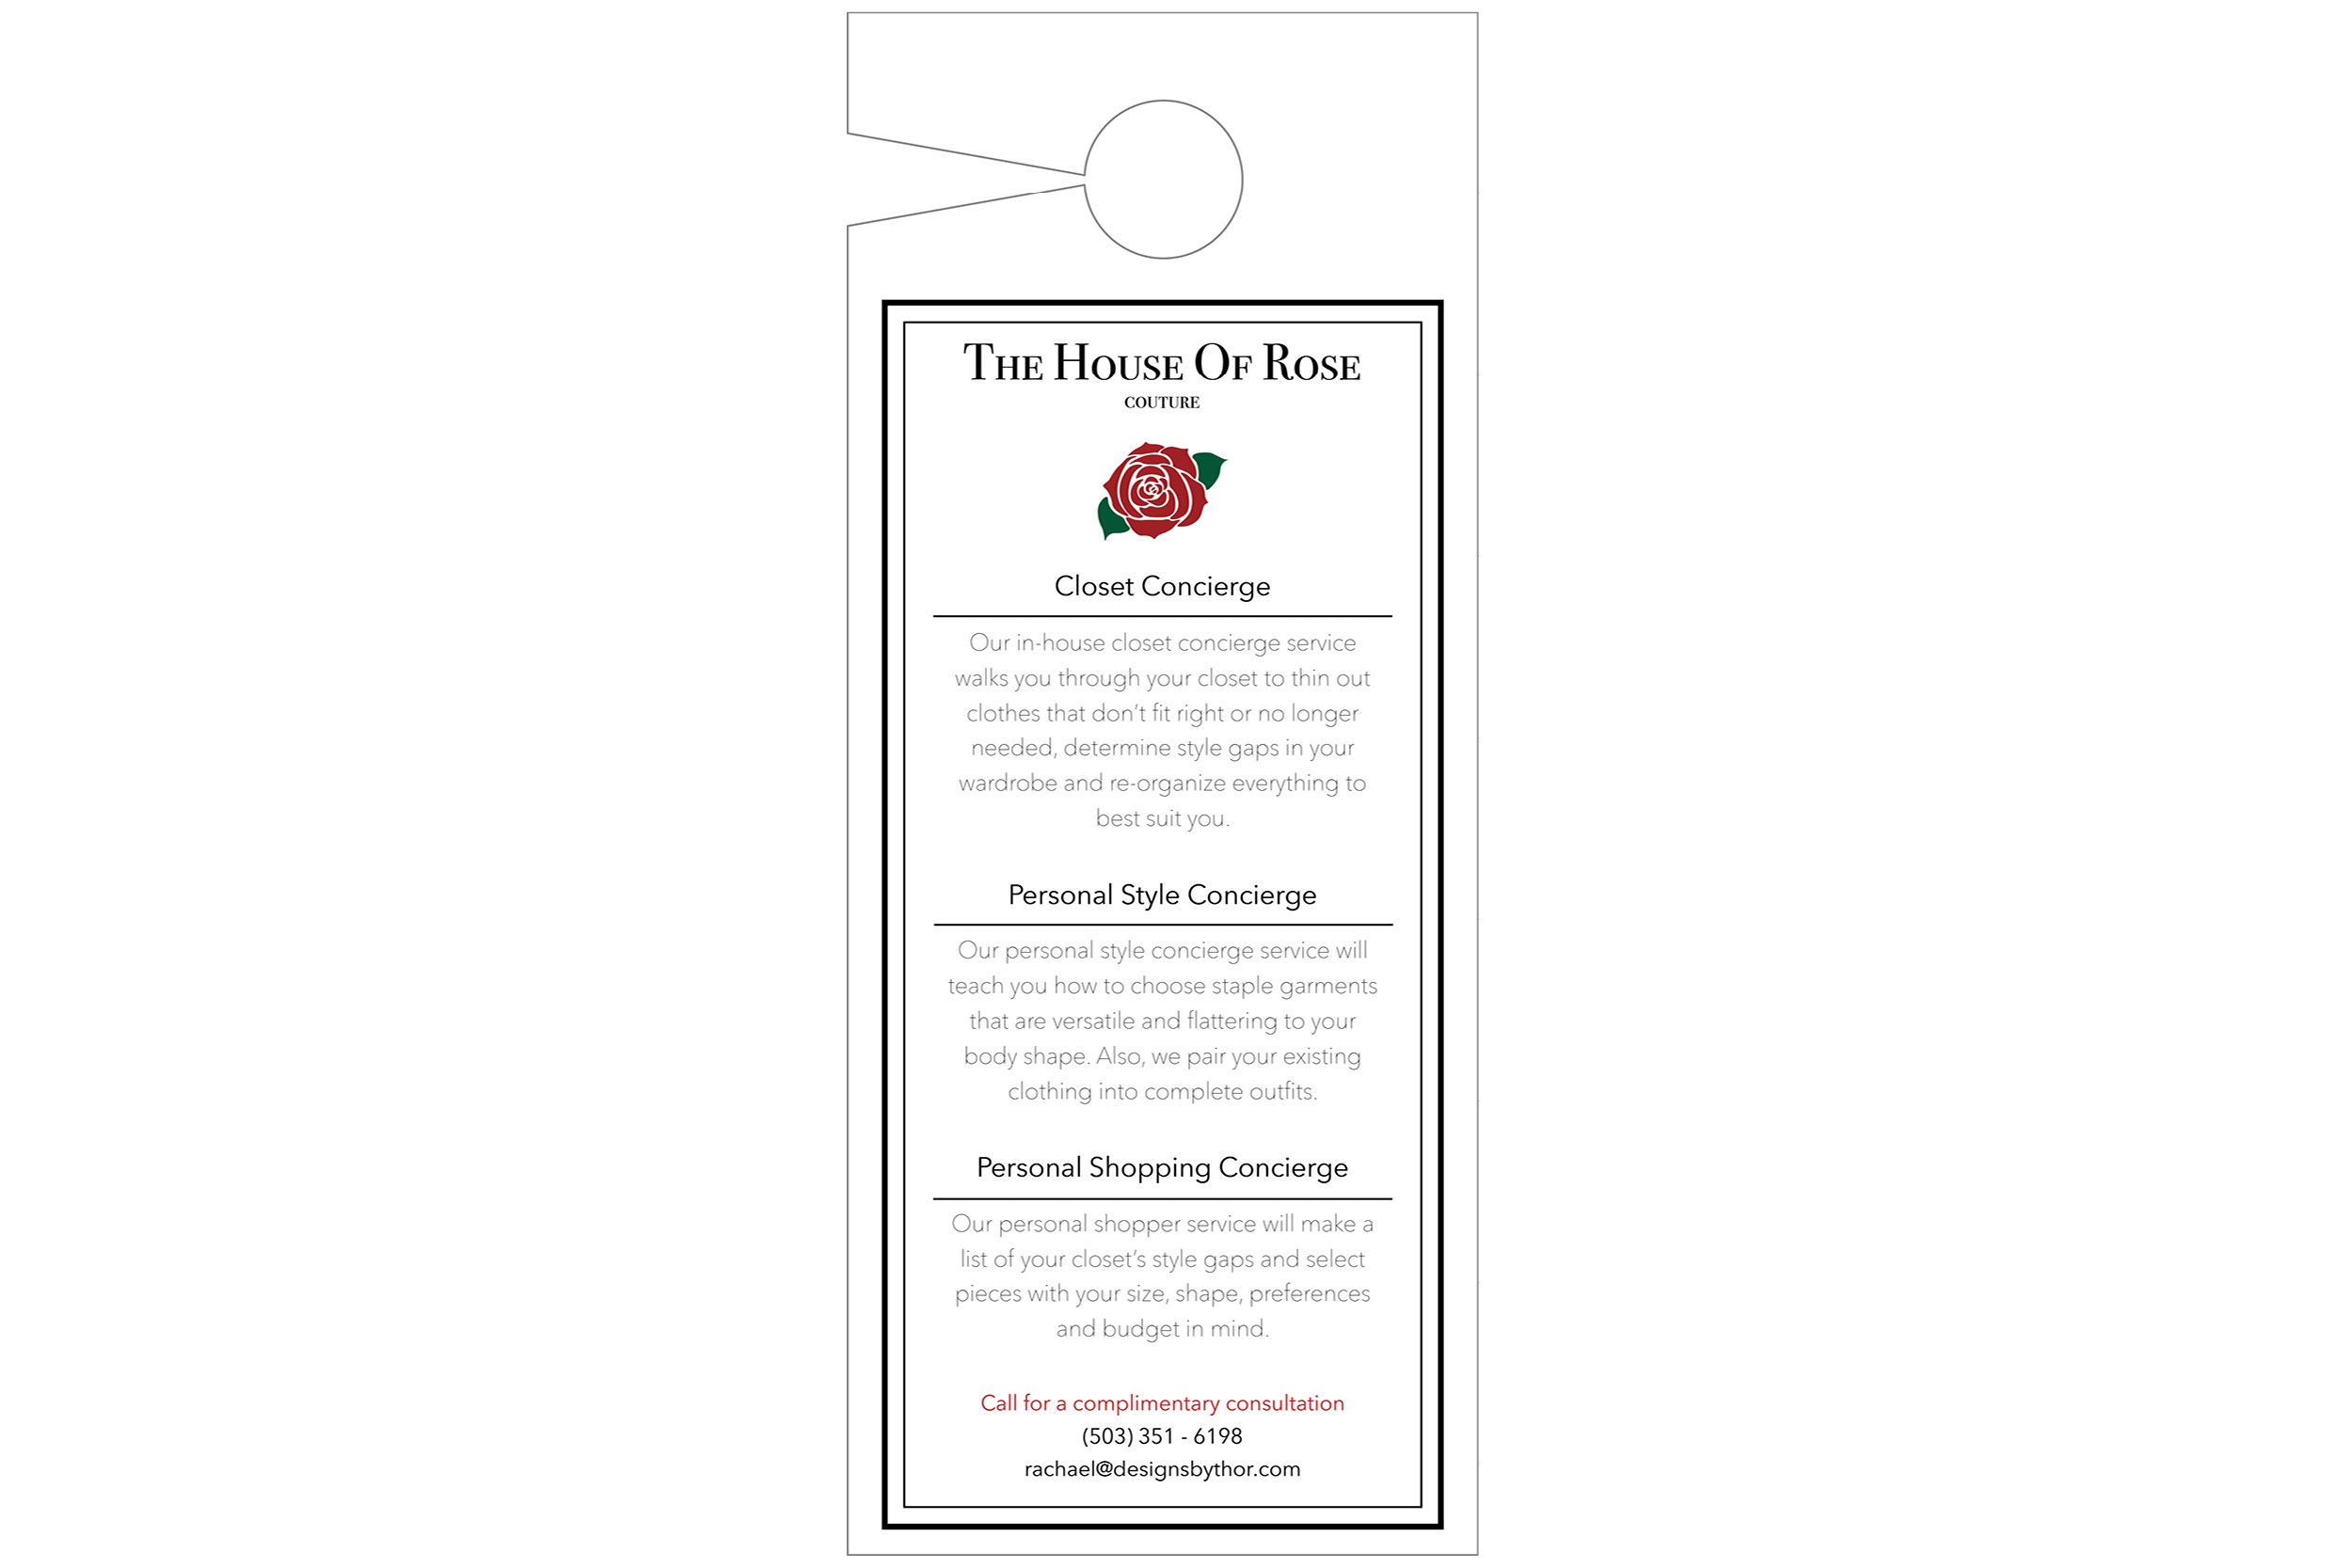 The House Of Rose
COUTURE
Closet Concierge
Our in-house closet concierge service
walks you through your closet to thin out
clothes that don’t fit right or no longer
needed, determine style gaps in your
wardrobe and re-organize everything to
best suit you.
Personal Style Concierge
Our personal style concierge service will
teach you how to choose staple garments
that are versatile and flattering to your
body shape. Also, we pair your existing
clothing into complete outfits.
Personal Shopping Concierge
Our personal shopper service will make a
list of your closet’s style gaps and select
pieces with your size, shape, preferences
and budget in mind.
Call for a complimentary consultation
(503) 351 - 6198
rachael@designsbythor.com